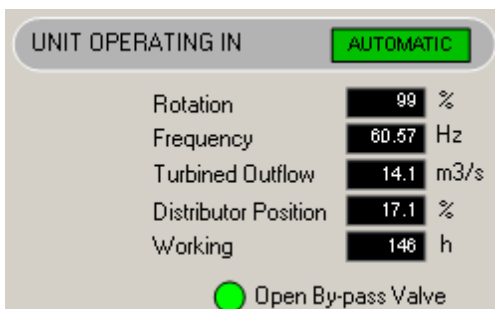 UNIT OPERATING IN AUTOMATIC
Rotation 99 %
Frequency 60.57 Hz
Turbined Outflow 14.1 m3/s
Distributor Position 17.1 %
Working 146 h
Open By-pass Valve